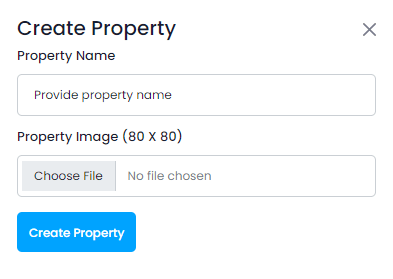 Create Property
Property Name
Provide property name
Property Image (80 X 80)
Choose File No file chosen
Create Property